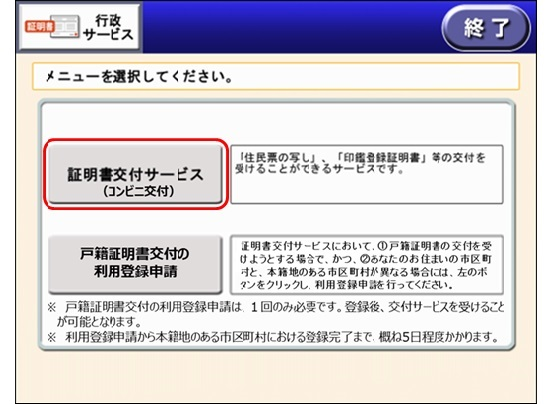 証明書
行政
サービス
終了
メニューを選択してください。
証明書交付サービス
(コンビニ交付)
「住民票の写し」、「印鑑登録証明書」等の交付を
受けることができるサービスです。
戸籍証明書交付の
利用登録申請
証明書交付サービスにおいて、①戸籍証明書の交付を受
けようとする場合で、かつ、②あなたのお住まいの市区町
村と、本籍地のある市区町村が異なる場合には、左のボ
タンをクリックし、利用登録申請を行ってください。
※ 戸籍証明書交付の利用登録申請は、1回のみ必要です。登録後、交付サービスを受けること
が可能となります。
※ 利用登録申請から本籍地のある市区町村における登録完了まで、概ね5日程度かかります。